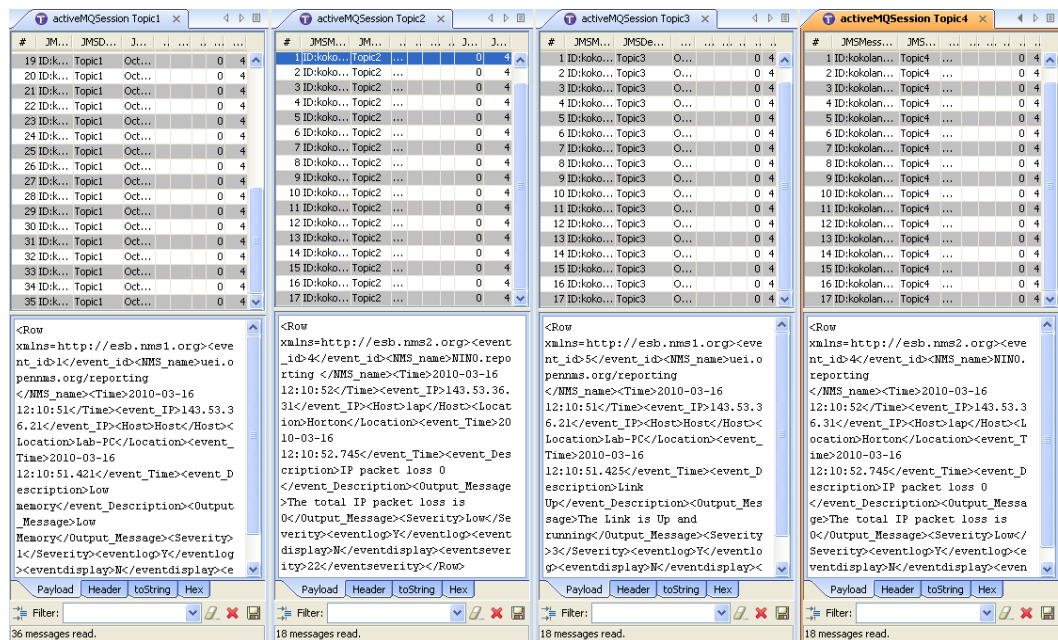 activeMQSession Topic1
# JM... JMSD... J... .. ... .. ... ...
19 ID:k... Topic1 Oct... 0 4
20 ID:k... Topic1 Oct... 0 4
21 ID:k... Topic1 Oct... 0 4
22 ID:k... Topic1 Oct... 0 4
23 ID:k... Topic1 Oct... 0 4
24 ID:k... Topic1 Oct... 0 4
25 ID:k... Topic1 Oct... 0 4
26 ID:k... Topic1 Oct... 0 4
27 ID:k... Topic1 Oct... 0 4
28 ID:k... Topic1 Oct... 0 4
29 ID:k... Topic1 Oct... 0 4
30 ID:k... Topic1 Oct... 0 4
31 ID:k... Topic1 Oct... 0 4
32 ID:k... Topic1 Oct... 0 4
33 ID:k... Topic1 Oct... 0 4
34 ID:k... Topic1 Oct... 0 4
35 ID:k... Topic1 Oct... 0 4
<Row
xmlns=http://esb.nms1.org><eve
nt_id>1</event_id><NMS_name>uei.o
pennms.org/reporting
</NMS_name><Time>2010-03-16
12:10:51</Time><event_IP>143.53.3
6.21</event_IP><Host>Host</Host><
Location>Lab-PC</Location><event_
Time>2010-03-16
12:10:51.421</event_Time><event_D
escription>Low
memory</event_Description><Output
_Message>Low
Memory</Output_Message><Severity>
1</Severity><eventlog>Y</eventlog
><eventdisplay>N</eventdisplay><e
Payload Header toString Hex
Filter:
36 messages read.
activeMQSession Topic2
# JMSM... JM... ... .. .. .. J... J...
1 ID:koko... Topic2 ... 0 4
2 ID:koko... Topic2 ... 0 4
3 ID:koko... Topic2 ... 0 4
4 ID:koko... Topic2 ... 0 4
5 ID:koko... Topic2 ... 0 4
6 ID:koko... Topic2 ... 0 4
7 ID:koko... Topic2 ... 0 4
8 ID:koko... Topic2 ... 0 4
9 ID:koko... Topic2 ... 0 4
10 ID:koko... Topic2 ... 0 4
11 ID:koko... Topic2 ... 0 4
12 ID:koko... Topic2 ... 0 4
13 ID:koko... Topic2 ... 0 4
14 ID:koko... Topic2 ... 0 4
15 ID:koko... Topic2 ... 0 4
16 ID:koko... Topic2 ... 0 4
17 ID:koko... Topic2 ... 0 4
<Row
xmlns=http://esb.nms2.org><event
_id>4</event_id><NMS_name>NIN0.repo
rting </NMS_name><Time>2010-03-16
12:10:52</Time><event_IP>143.53.36.
31</event_IP><Host>lap</Host><Locat
ion>Horton</Location><event_Time>20
10-03-16
12:10:52.745</event_Time><event_Des
cription>IP packet loss 0
</event_Description><Output_Message
>The total IP packet loss is
0</Output_Message><Severity>Low</Se
verity><eventlog>Y</eventlog><event
display>N</eventdisplay><eventsever
ity>22</eventseverity></Row>
Payload Header toString Hex
Filter:
18 messages read.
activeMQSession Topic3
# JMSM... JMSDe... ... ... ... .. .. .. ..
1 ID:koko... Topic3 O... 0 4
2 ID:koko... Topic3 O... 0 4
3 ID:koko... Topic3 O... 0 4
4 ID:koko... Topic3 O... 0 4
5 ID:koko... Topic3 O... 0 4
6 ID:koko... Topic3 O... 0 4
7 ID:koko... Topic3 O... 0 4
8 ID:koko... Topic3 O... 0 4
9 ID:koko... Topic3 O... 0 4
10 ID:koko... Topic3 O... 0 4
11 ID:koko... Topic3 O... 0 4
12 ID:koko... Topic3 O... 0 4
13 ID:koko... Topic3 O... 0 4
14 ID:koko... Topic3 O... 0 4
15 ID:koko... Topic3 O... 0 4
16 ID:koko... Topic3 O... 0 4
17 ID:koko... Topic3 O... 0 4
<Row
xmlns=http://esb.nms1.org><eve
nt_id>5</event_id><NMS_name>uei.o
pennms.org/reporting
</NMS_name><Time>2010-03-16
12:10:51</Time><event_IP>143.53.3
6.21</event_IP><Host>Host</Host><
Location>Lab-PC</Location><event_
Time>2010-03-16
12:10:51.425</event_Time><event_D
escription>Link
Up</event_Description><Output_Mes
sage>The Link is Up and
running</Output_Message><Severity
>3</Severity><eventlog>Y</eventlo
g><eventdisplay>N</eventdisplay><
Payload Header toString Hex
Filter:
18 messages read.
activeMQSession Topic4
# JMSMess... JMS... ... .. .. .. .. ..
1 ID:kokolan... Topic4 ... 0 4
2 ID:kokolan... Topic4 ... 0 4
3 ID:kokolan... Topic4 ... 0 4
4 ID:kokolan... Topic4 ... 0 4
5 ID:kokolan... Topic4 ... 0 4
6 ID:kokolan... Topic4 ... 0 4
7 ID:kokolan... Topic4 ... 0 4
8 ID:kokolan... Topic4 ... 0 4
9 ID:kokolan... Topic4 ... 0 4
10 ID:kokolan... Topic4 ... 0 4
11 ID:kokolan... Topic4 ... 0 4
12 ID:kokolan... Topic4 ... 0 4
13 ID:kokolan... Topic4 ... 0 4
14 ID:kokolan... Topic4 ... 0 4
15 ID:kokolan... Topic4 ... 0 4
16 ID:kokolan... Topic4 ... 0 4
17 ID:kokolan... Topic4 ... 0 4
<Row
xmlns=http://esb.nms2.org><eve
nt_id>4</event_id><NMS_name>NIN0.
reporting
</NMS_name><Time>2010-03-16
12:10:52</Time><event_IP>143.53.3
6.31</event_IP><Host>lap</Host><L
ocation>Horton</Location><event_T
ime>2010-03-16
12:10:52.745</event_Time><event_D
escription>IP packet loss 0
</event_Description><Output_Messa
ge>The total IP packet loss is
0</Output_Message><Severity>Low</
Severity><eventlog>Y</eventlog><e
ventdisplay>N</eventdisplay><even
Payload Header toString Hex
Filter:
18 messages read.